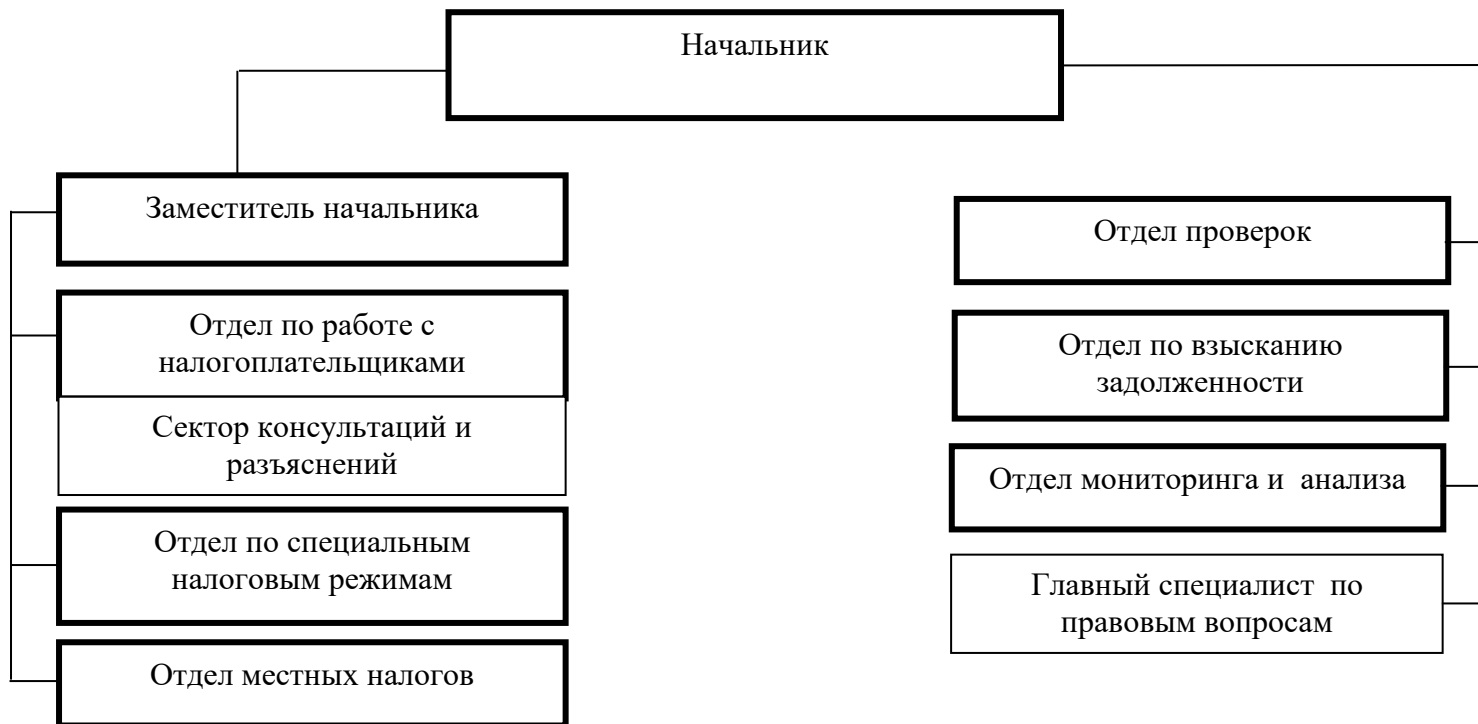 Начальник
Заместитель начальника
Отдел по работе с
налогоплательщиками
Сектор консультаций и
разъяснений
Отдел по специальным
налоговым режимам
Отдел местных налогов
Отдел проверок
Отдел по взысканию
задолженности
Отдел мониторинга и анализа
Главный специалист по
правовым вопросам